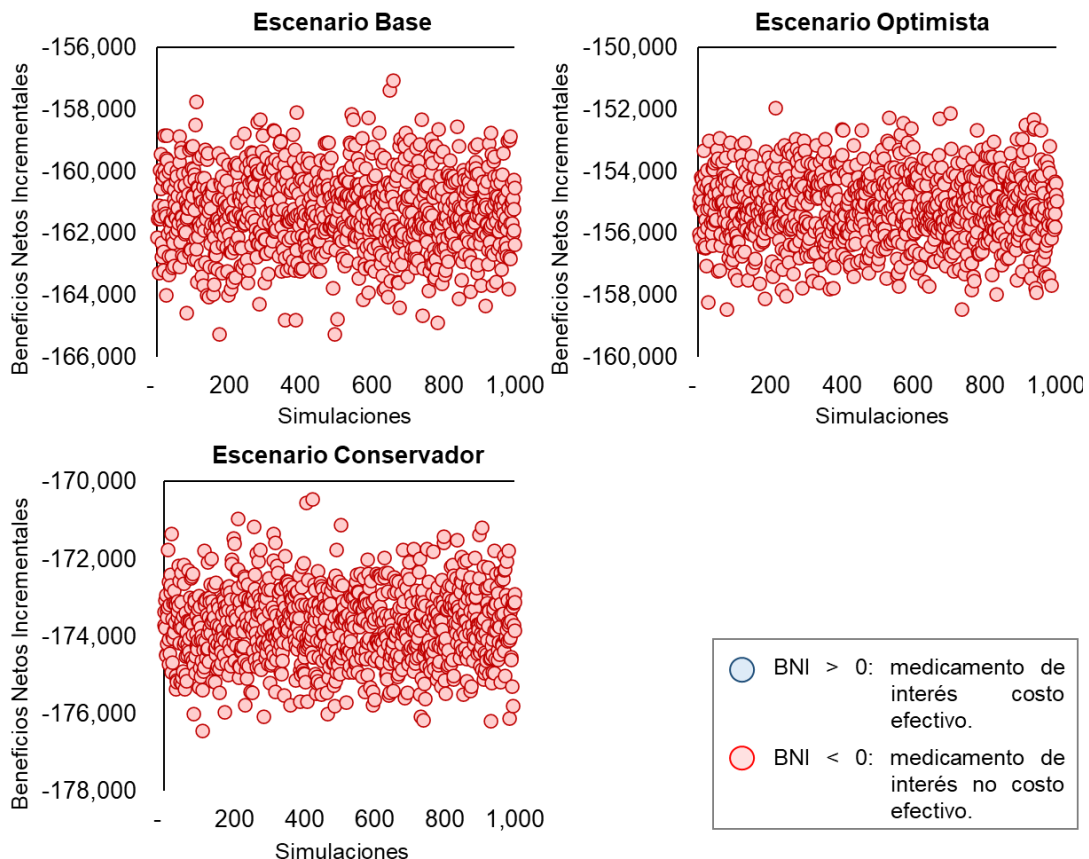 Escenario Base
Beneficios Netos Incrementales
-156,000
-158,000
-160,000
-162,000
-164,000
-166,000
- 200 400 600 800 1,000
Simulaciones
Escenario Optimista
Beneficios Netos Incrementales
-150,000
-152,000
-154,000
-156,000
-158,000
-160,000
- 200 400 600 800 1,000
Simulaciones
Escenario Conservador
Beneficios Netos Incrementales
-170,000
-172,000
-174,000
-176,000
-178,000
- 200 400 600 800 1,000
Simulaciones
BNI > 0: medicamento de
interés costo
efectivo.
BNI < 0: medicamento de
interés no costo
efectivo.